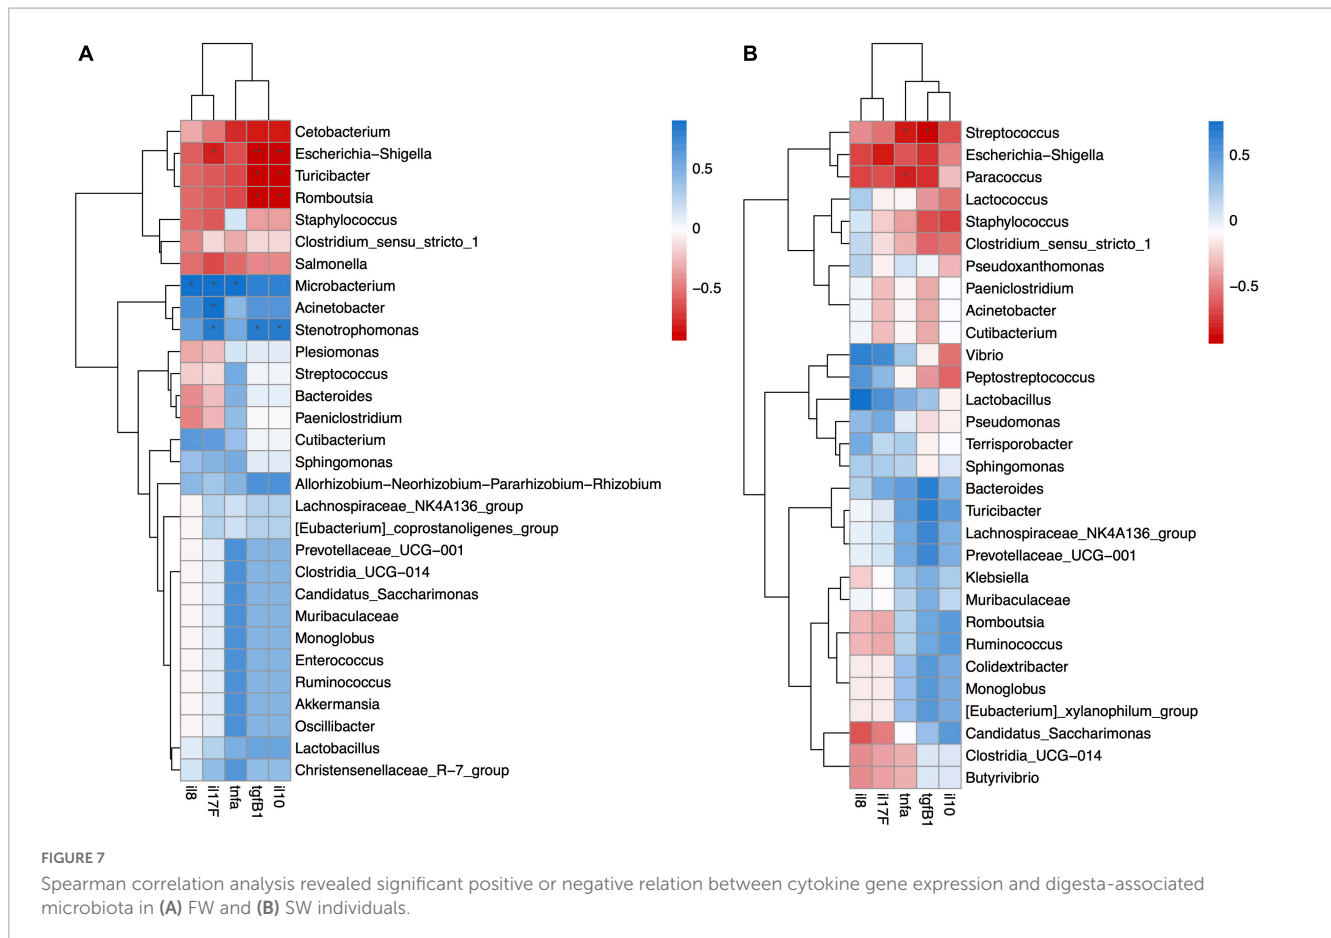 A
Cetobacterium
Escherichia−Shigella
Turicibacter
Romboutsia
Staphylococcus
Clostridium_sensu_stricto_1
Salmonella
Microbacterium
Acinetobacter
Stenotrophomonas
Plesiomonas
Streptococcus
Bacteroides
Paeniclostridium
Cutibacterium
Sphingomonas
Allorhizobium−Neorhizobium−Pararhizobium−Rhizobium
Lachnospiraceae_NK4A136_group
[Eubacterium]_coprostanoligenes_group
Prevotellaceae_UCG−001
Clostridia_UCG−014
Candidatus_Saccharimonas
Muribaculaceae
Monoglobus
Enterococcus
Ruminococcus
Akkermansia
Oscillibacter
Lactobacillus
Christensenellaceae_R−7_group
il8
il17F
tnfa
tgfB1
il10
0.5
0
−0.5
B
Streptococcus
Escherichia−Shigella
Paracoccus
Lactococcus
Staphylococcus
Clostridium_sensu_stricto_1
Pseudoxanthomonas
Paeniclostridium
Acinetobacter
Cutibacterium
Vibrio
Peptostreptococcus
Lactobacillus
Pseudomonas
Terrisporobacter
Sphingomonas
Bacteroides
Turicibacter
Lachnospiraceae_NK4A136_group
Prevotellaceae_UCG−001
Klebsiella
Muribaculaceae
Romboutsia
Ruminococcus
Colidextribacter
Monoglobus
[Eubacterium]_xylanophilum_group
Candidatus_Saccharimonas
Clostridia_UCG−014
Butyrivibrio
il8
il17F
tnfa
tgfB1
il10
0.5
0
−0.5
FIGURE 7
Spearman correlation analysis revealed significant positive or negative relation between cytokine gene expression and digesta-associated
microbiota in (A) FW and (B) SW individuals.